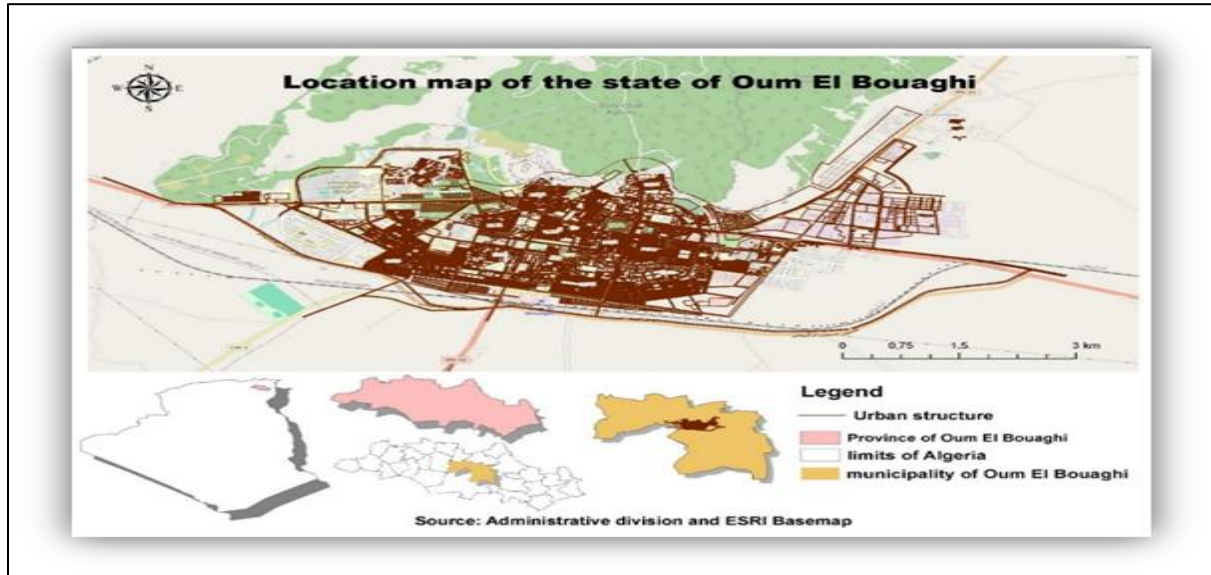 Location map of the state of Oum El Bouaghi
N
W
E
S
0
0,75
1,5
3 km
Legend
Urban structure
Province of Oum El Bouaghi
limits of Algeria
municipality of Oum El Bouaghi
Source: Administrative division and ESRI Basemap